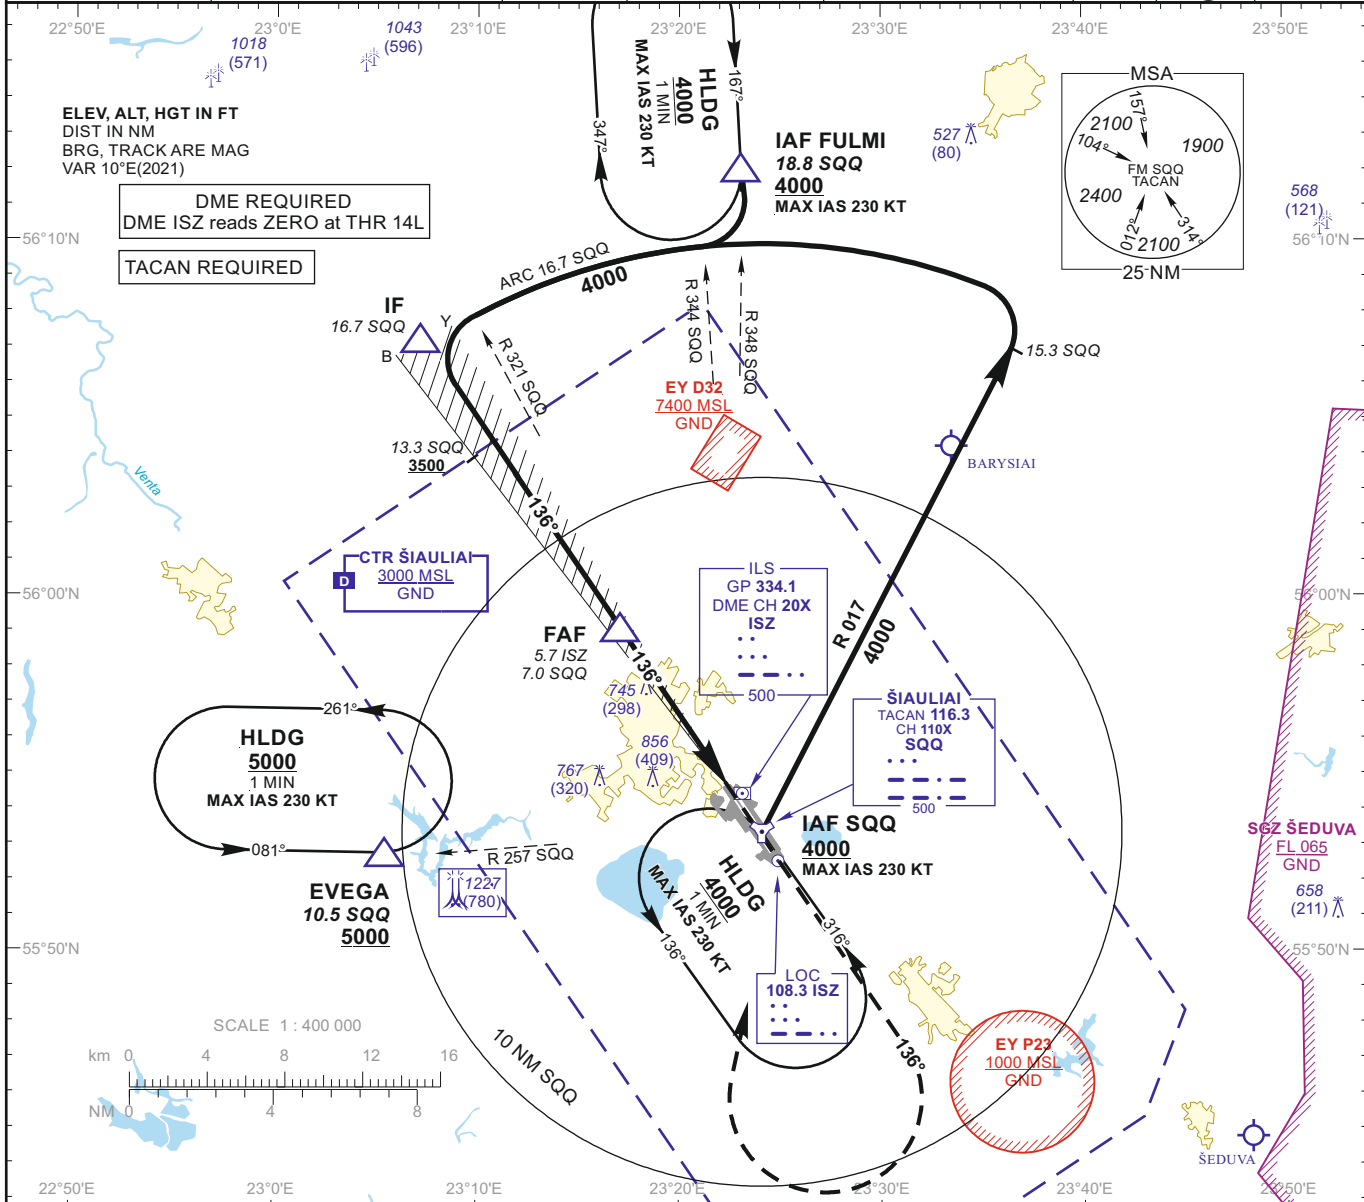 22°50'E
23°0'E
23°10'E
23°20'E
23°30'E
23°40'E
23°50'E
1018
(571)
1043
(596)
ELEV, ALT, HGT IN FT
DIST IN NM
BRG, TRACK ARE MAG
VAR 10°E(2021)
DME REQUIRED
DME ISZ reads ZERO at THR 14L
TACAN REQUIRED
HLDG
4000
1 MIN
MAX IAS 230 KT
167°
347°
IAF FULMI
18.8 SQQ
4000
MAX IAS 230 KT
527
(80)
MSA
157°
2100
104°
1900
FM SQQ
TACAN
2400
012°
314°
2100
25 NM
568
(121)
56°10'N
56°10'N
ARC 16.7 SQQ
4000
IF
16.7 SQQ
Y
B
R 321 SQQ
R 344 SQQ
R 348 SQQ
15.3 SQQ
EY D32
7400 MSL
GND
13.3 SQQ
3500
BARYSIAI
Venta
136°
CTR ŠIAULIAI
D
3000 MSL
GND
56°00'N
56°00'N
ILS
GP 334.1
DME CH 20X
ISZ
500
R 017
4000
FAF
5.7 ISZ
7.0 SQQ
136°
745
(298)
856
(409)
767
(320)
ŠIAULIAI
TACAN 116.3
CH 110X
SQQ
500
261°
HLDG
5000
1 MIN
MAX IAS 230 KT
081°
R 257 SQQ
EVEGA
10.5 SQQ
5000
1227
(780)
IAF SQQ
4000
MAX IAS 230 KT
HLDG
4000
1 MIN
MAX IAS 230 KT
136°
316°
SGZ ŠEDUVA
FL 065
GND
658
(211)
55°50'N
55°50'N
LOC
108.3 ISZ
136°
EY P23
1000 MSL
GND
10 NM SQQ
SCALE 1 : 400 000
km 0 4 8 12 16
NM 0 4 8
ŠEDUVA
22°50'E
23°0'E
23°10'E
23°20'E
23°30'E
23°40'E
23°50'E